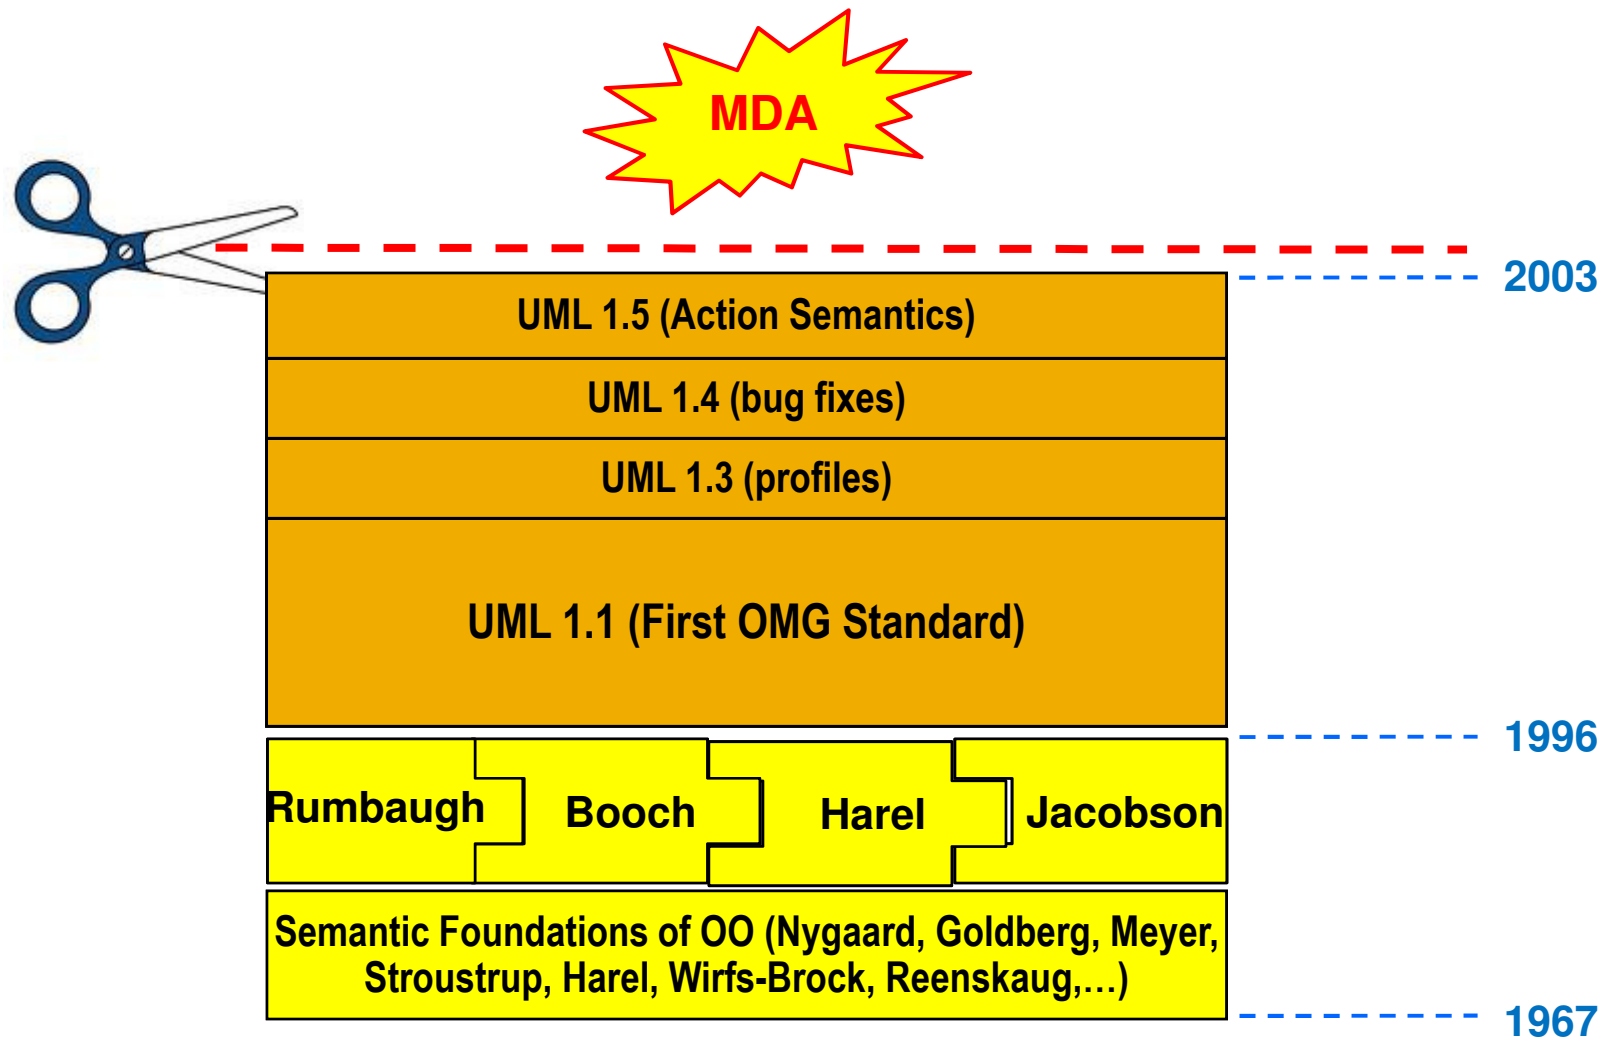 MDA
2003
UML 1.5 (Action Semantics)
UML 1.4 (bug fixes)
UML 1.3 (profiles)
UML 1.1 (First OMG Standard)
1996
Rumbaugh
Booch
Harel
Jacobson
Semantic Foundations of OO (Nygaard, Goldberg, Meyer,
Stroustrup, Harel, Wirfs-Brock, Reenskaug,…)
1967